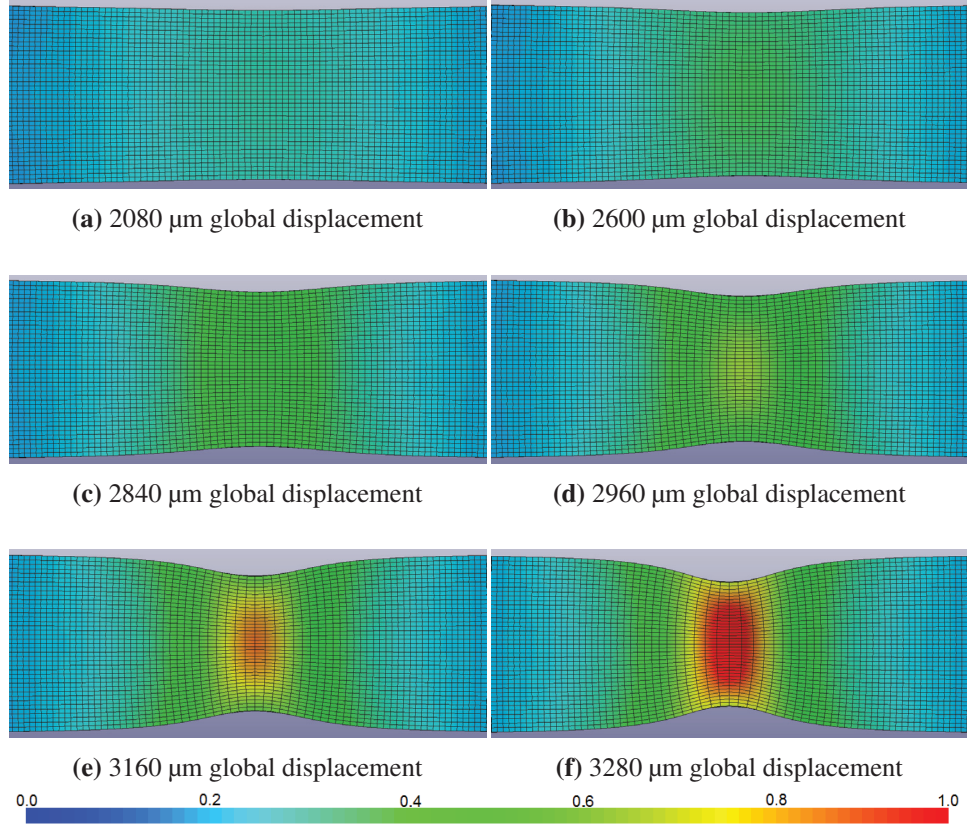 (a) 2080 µm global displacement
(b) 2600 µm global displacement
(c) 2840 µm global displacement
(d) 2960 µm global displacement
(e) 3160 µm global displacement
(f) 3280 µm global displacement
0.0 0.2 0.4 0.6 0.8 1.0